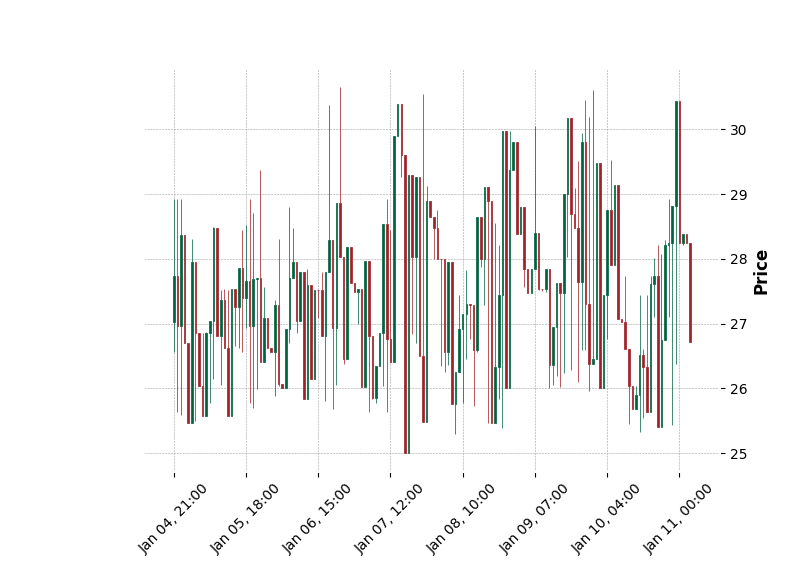 30
29
28
27
26
25
Price
Jan 04, 21:00
Jan 05, 18:00
Jan 06, 15:00
Jan 07, 12:00
Jan 08, 10:00
Jan 09, 07:00
Jan 10, 04:00
Jan 11, 00:00